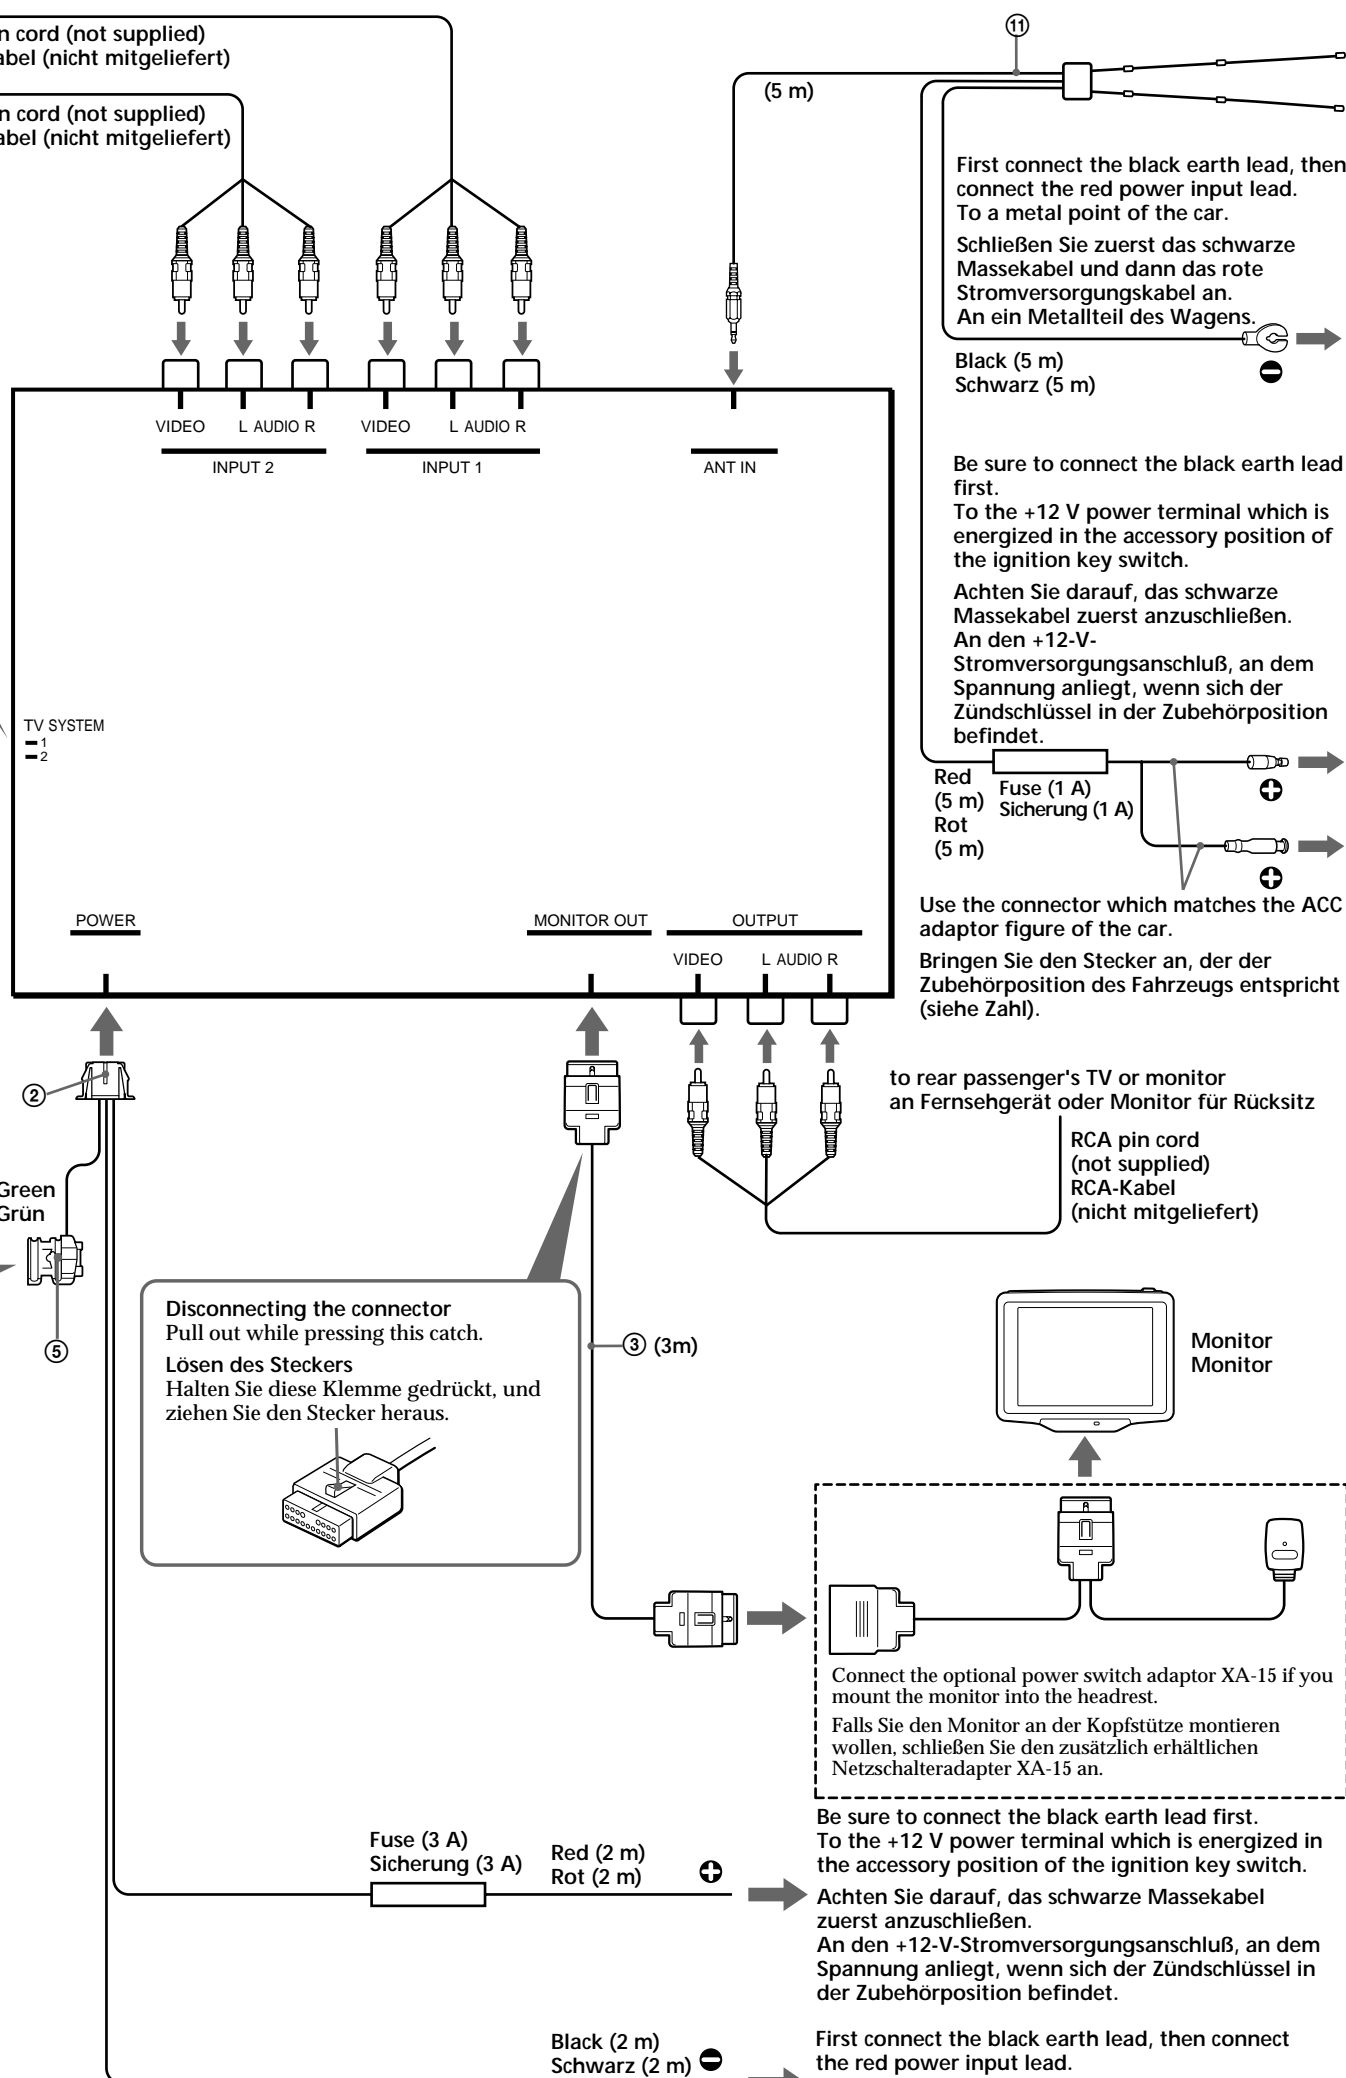 n cord (not supplied)
abel (nicht mitgeliefert)
n cord (not supplied)
abel (nicht mitgeliefert)
⑪
(5 m)
First connect the black earth lead, then
connect the red power input lead.
To a metal point of the car.
Schließen Sie zuerst das schwarze
Massekabel und dann das rote
Stromversorgungskabel an.
An ein Metallteil des Wagens.
Black (5 m)
Schwarz (5 m)
VIDEO L AUDIO R VIDEO L AUDIO R
INPUT 2 INPUT 1 ANT IN
Be sure to connect the black earth lead
first.
To the +12 V power terminal which is
energized in the accessory position of
the ignition key switch.
Achten Sie darauf, das schwarze
Massekabel zuerst anzuschließen.
An den +12-V-
Stromversorgungsanschluß, an dem
Spannung anliegt, wenn sich der
Zündschlüssel in der Zubehörposition
befindet.
TV SYSTEM
1
2
Red
(5 m)
Rot
(5 m)
Fuse (1 A)
Sicherung (1 A)
Use the connector which matches the ACC
adaptor figure of the car.
Bringen Sie den Stecker an, der der
Zubehörposition des Fahrzeugs entspricht
(siehe Zahl).
POWER MONITOR OUT OUTPUT
VIDEO L AUDIO R
②
to rear passenger's TV or monitor
an Fernsehgerät oder Monitor für Rücksitz
RCA pin cord
(not supplied)
RCA-Kabel
(nicht mitgeliefert)
Green
Grün
⑤
Disconnecting the connector
Pull out while pressing this catch.
Lösen des Steckers
Halten Sie diese Klemme gedrückt, und
ziehen Sie den Stecker heraus.
③ (3m)
Monitor
Monitor
Connect the optional power switch adaptor XA-15 if you
mount the monitor into the headrest.
Falls Sie den Monitor an der Kopfstütze montieren
wollen, schließen Sie den zusätzlich erhältlichen
Netzschalteradapter XA-15 an.
Fuse (3 A)
Sicherung (3 A)
Red (2 m)
Rot (2 m)
Be sure to connect the black earth lead first.
To the +12 V power terminal which is energized in
the accessory position of the ignition key switch.
Achten Sie darauf, das schwarze Massekabel
zuerst anzuschließen.
An den +12-V-Stromversorgungsanschluß, an dem
Spannung anliegt, wenn sich der Zündschlüssel in
der Zubehörposition befindet.
Black (2 m)
Schwarz (2 m)
First connect the black earth lead, then connect
the red power input lead.